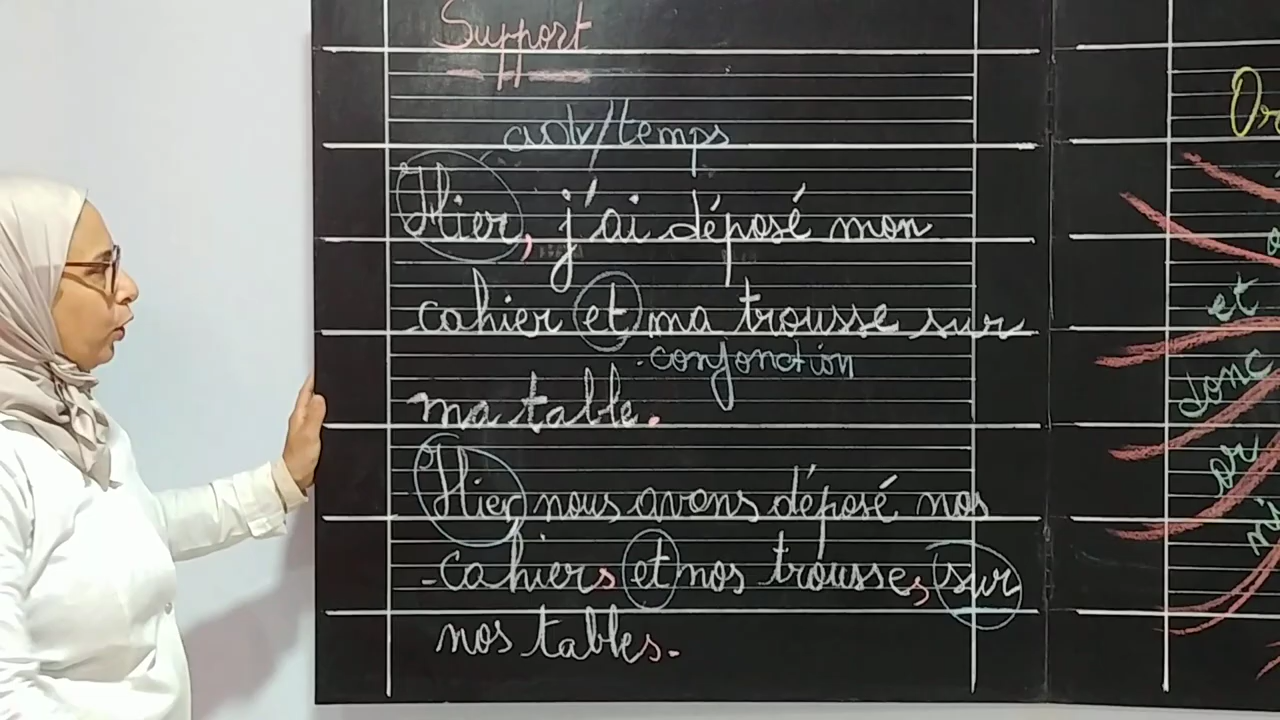 Support
adv/temps
Hier, j'ai déposé mon
cahier et ma trousse sur
conjonction
ma table.
Hier nous avons déposé nos
cahiers et nos trousses sur
nos tables.
et
donc
or
ni